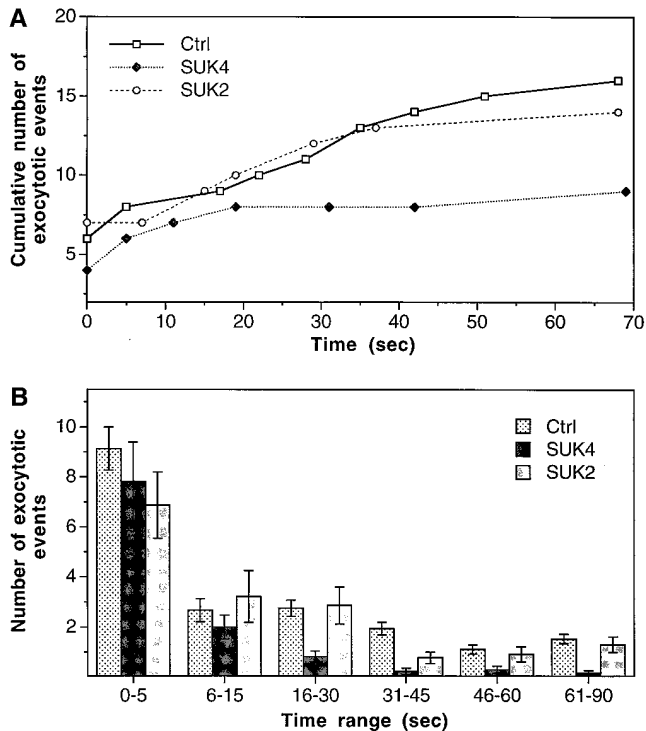 A
20
15
10
5
Cumulative number of
exocytotic events
Ctrl
SUK4
SUK2
0 10 20 30 40 50 60 70
Time (sec)
B
10
8
6
4
2
Number of exocytotic
events
Ctrl
SUK4
SUK2
0-5 6-15 16-30 31-45 46-60 61-90
Time range (sec)